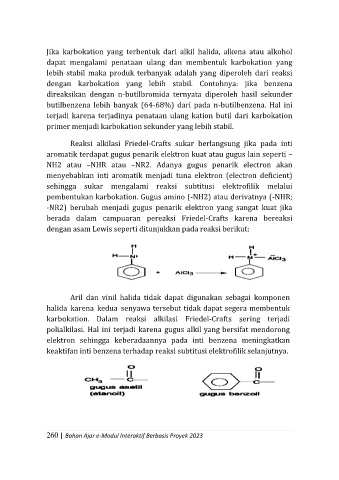 Jika karbokation yang terbentuk dari alkil halida, alkena atau alkohol
dapat mengalami penataan ulang dan membentuk karbokation yang
lebih stabil maka produk terbanyak adalah yang diperoleh dari reaksi
dengan karbokation yang lebih stabil. Contohnya: jika benzena
direaksikan dengan n-butilbromida ternyata diperoleh hasil sekunder
butilbenzena lebih banyak (64-68%) dari pada n-butilbenzena. Hal ini
terjadi karena terjadinya penataan ulang kation butil dari karbokation
primer menjadi karbokation sekunder yang lebih stabil.
Reaksi alkilasi Friedel-Crafts sukar berlangsung jika pada inti
aromatik terdapat gugus penarik elektron kuat atau gugus lain seperti –
NH2 atau –NHR atau –NR2. Adanya gugus penarik electron akan
menyebabkan inti aromatik menjadi tuna elektron (electron deficient)
sehingga sukar mengalami reaksi subtitusi elektrofilik melalui
pembentukan karbokation. Gugus amino (-NH2) atau derivatnya (-NHR;
-NR2) berubah menjadi gugus penarik elektron yang sangat kuat jika
berada dalam campuaran pereaksi Friedel-Crafts karena bereaksi
dengan asam Lewis seperti ditunjukkan pada reaksi berikut:
H H
H N H N + AlCl3
+ AlCl3
Aril dan vinil halida tidak dapat digunakan sebagai komponen
halida karena kedua senyawa tersebut tidak dapat segera membentuk
karbokation. Dalam reaksi alkilasi Friedel-Crafts sering terjadi
polialkilasi. Hal ini terjadi karena gugus alkil yang bersifat mendorong
elektron sehingga keberadaannya pada inti benzena meningkatkan
keaktifan inti benzena terhadap reaksi subtitusi elektrofilik selanjutnya.
O O
CH3 C C
gugus asetil gugus benzoil
(etanoil)
260 | Bahan Ajar e-Modul Interaktif Berbasis Proyek 2023